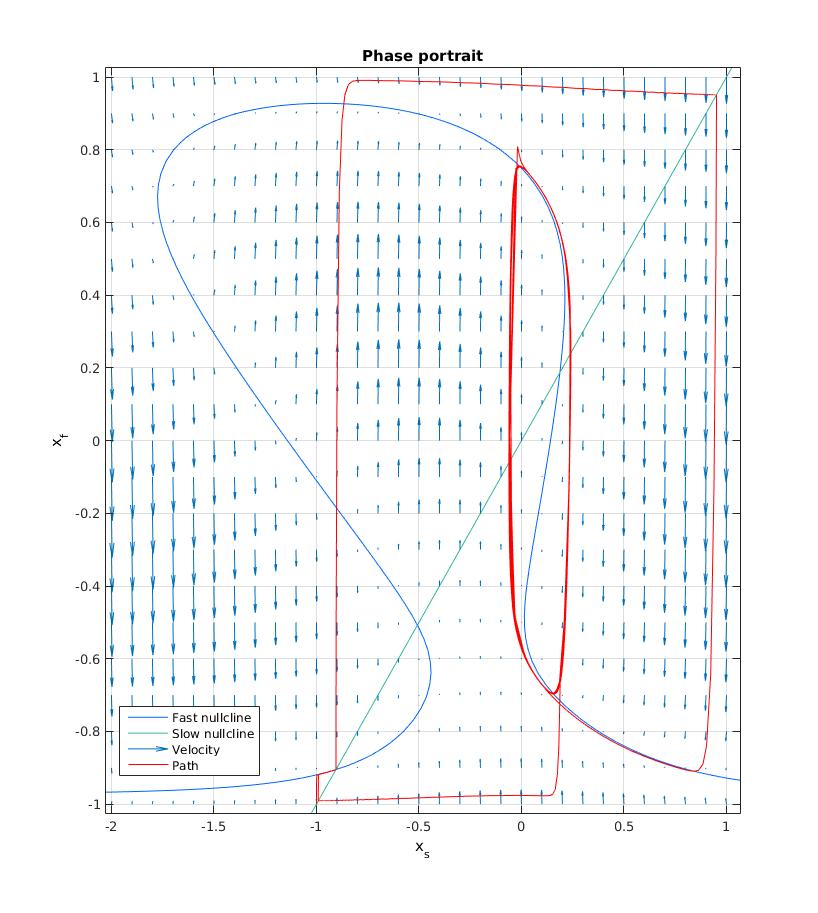 Phase portrait
1
0.8
0.6
0.4
0.2
0
-0.2
-0.4
-0.6
-0.8
-1
x_f
Fast nullcline
Slow nullcline
Velocity
Path
-2
-1.5
-1
-0.5
0
0.5
1
x_s